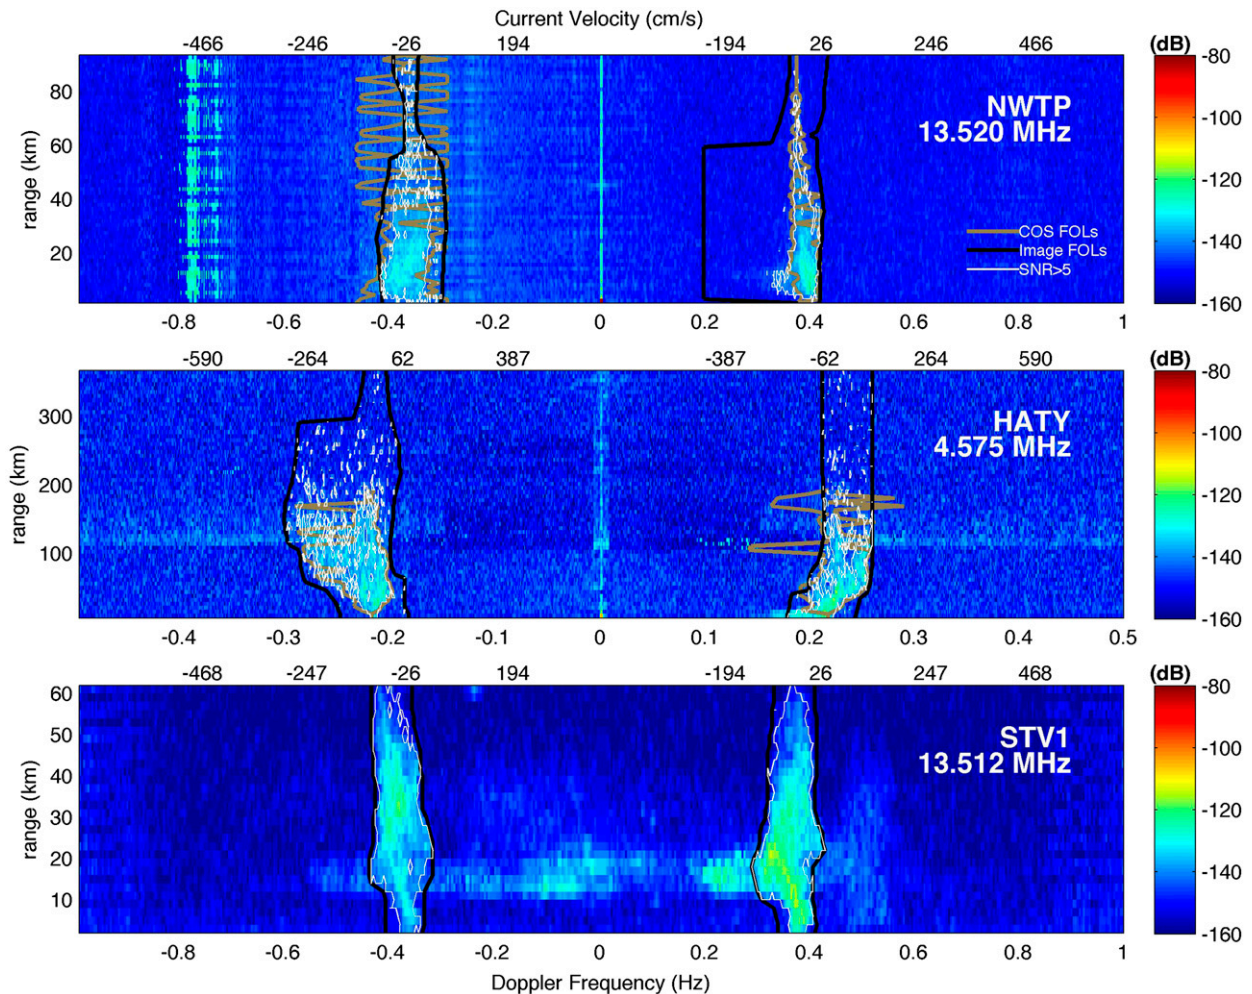 Current Velocity (cm/s)
-466 -246 -26 194 -194 26 246 466
(dB)
-80
-100
-120
-140
-160
80
60
40
20
range (km)
NWTP
13.520 MHz
COS FOLs
Image FOLs
SNR>5
-0.8 -0.6 -0.4 -0.2 0 0.2 0.4 0.6 0.8 1
-590 -264 62 387 -387 -62 264 590
(dB)
-80
-100
-120
-140
-160
300
200
100
range (km)
HATY
4.575 MHz
-0.4 -0.3 -0.2 -0.1 0 0.1 0.2 0.3 0.4 0.5
-468 -247 -26 194 -194 26 247 468
(dB)
-80
-100
-120
-140
-160
60
50
40
30
20
10
range (km)
STV1
13.512 MHz
-0.8 -0.6 -0.4 -0.2 0.0 0.2 0.4 0.6 0.8 1
Doppler Frequency (Hz)